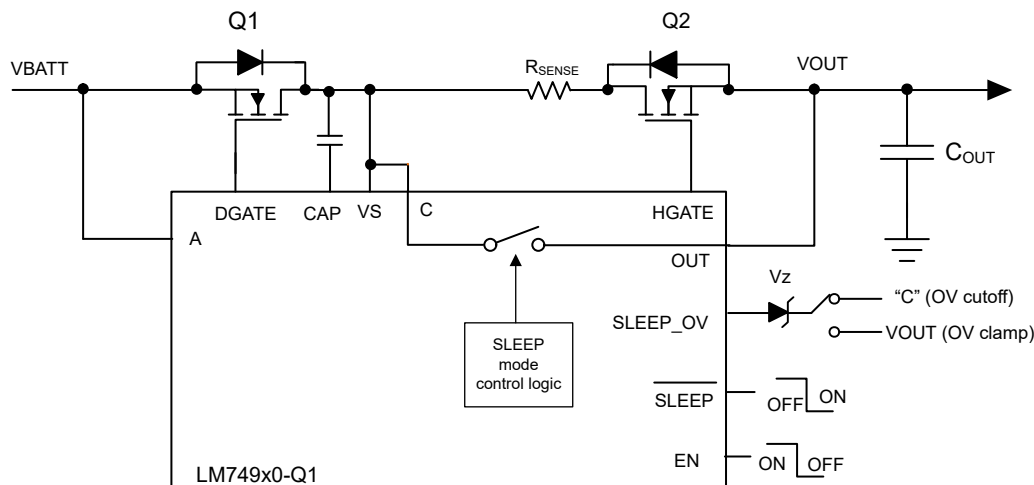 Q1
Q2
VBATT
RSENSE
VOUT
COUT
DGATE
CAP
VS
C
HGATE
A
OUT
Vz
“C” (OV cutoff)
SLEEP_OV
VOUT (OV clamp)
SLEEP
mode
control logic
SLEEP
OFF
ON
EN
ON
OFF
LM749x0-Q1